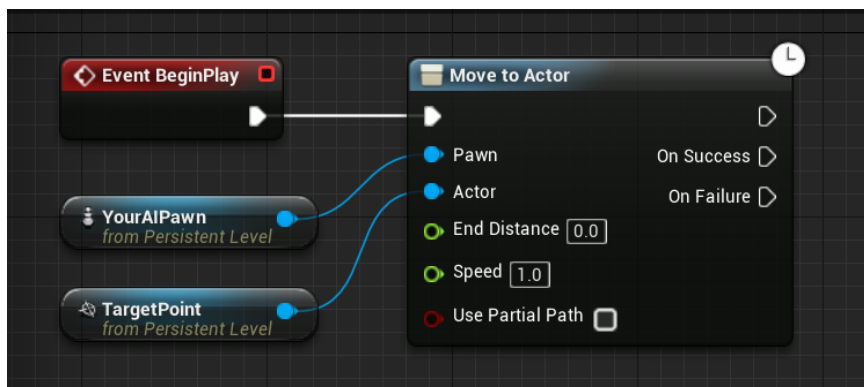 Event BeginPlay
Move to Actor
Pawn
On Success
Actor
On Failure
YourAIPawn
from Persistent Level
End Distance 0.0
Speed 1.0
TargetPoint
from Persistent Level
Use Partial Path